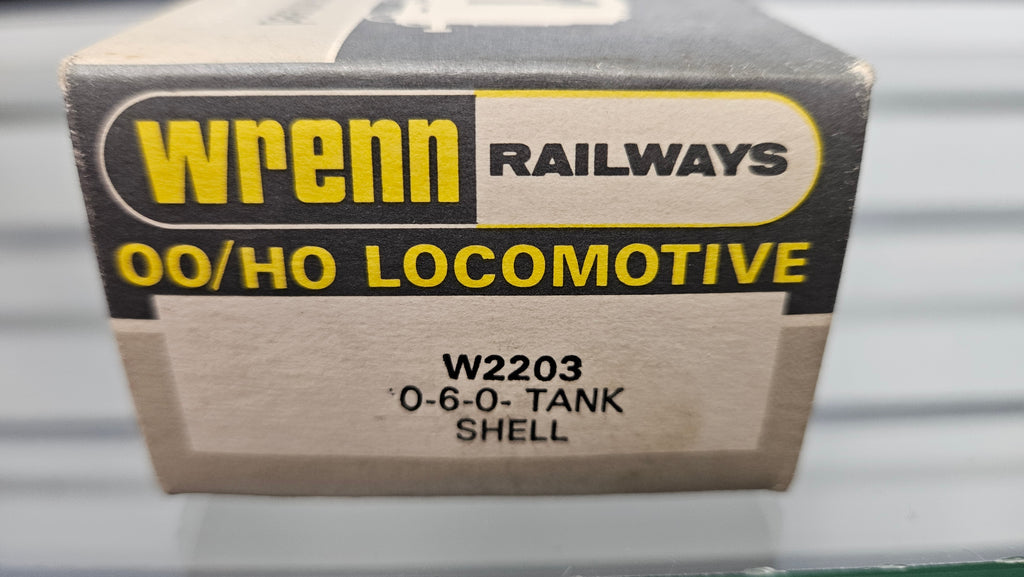 wrenn RAILWAYS
OO/HO LOCOMOTIVE
W2203
0-6-0- TANK
SHELL